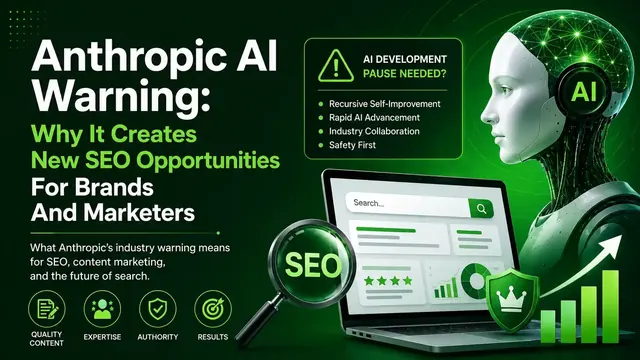 Anthropic AI
Warning:
Why It Creates
New SEO Opportunities
For Brands
And Marketers
What Anthropic's industry warning means
for SEO, content marketing,
and the future of search.
QUALITY
CONTENT
EXPERTISE
AUTHORITY
RESULTS
AI DEVELOPMENT
PAUSE NEEDED?
• Recursive Self-Improvement
• Rapid AI Advancement
• Industry Collaboration
• Safety First
AI
Search...
SEO